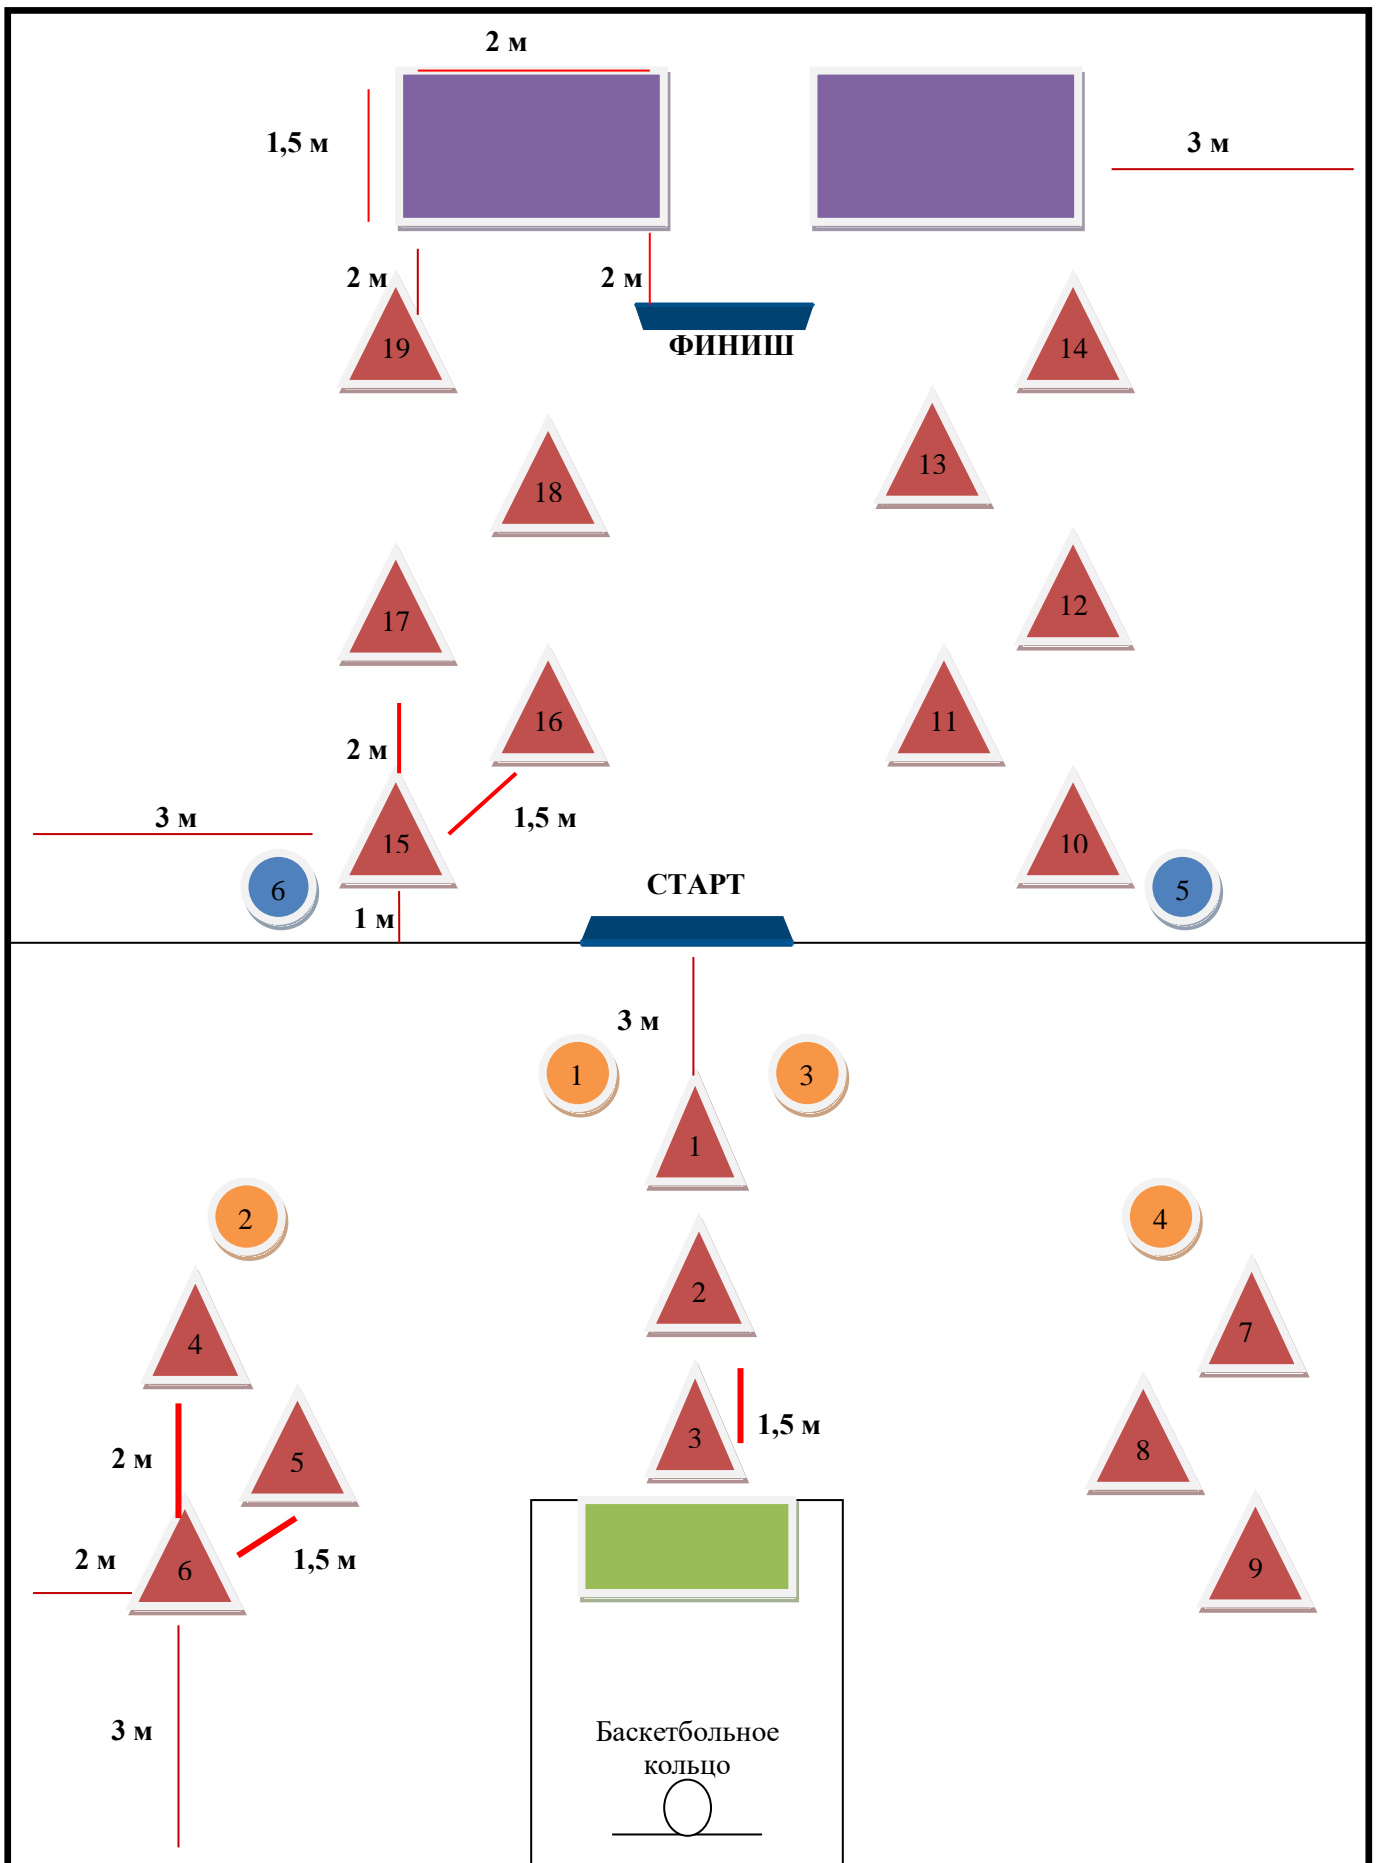 2 м
1,5 м
3 м
2 м
2 м
ФИНИШ
19
14
13
18
17
12
16
11
2 м
3 м
1,5 м
15
10
6
5
СТАРТ
1 м
3 м
1
3
1
2
4
2
4
7
3
1,5 м
8
2 м
5
2 м
6
1,5 м
9
3 м
Баскетбольное
кольцо